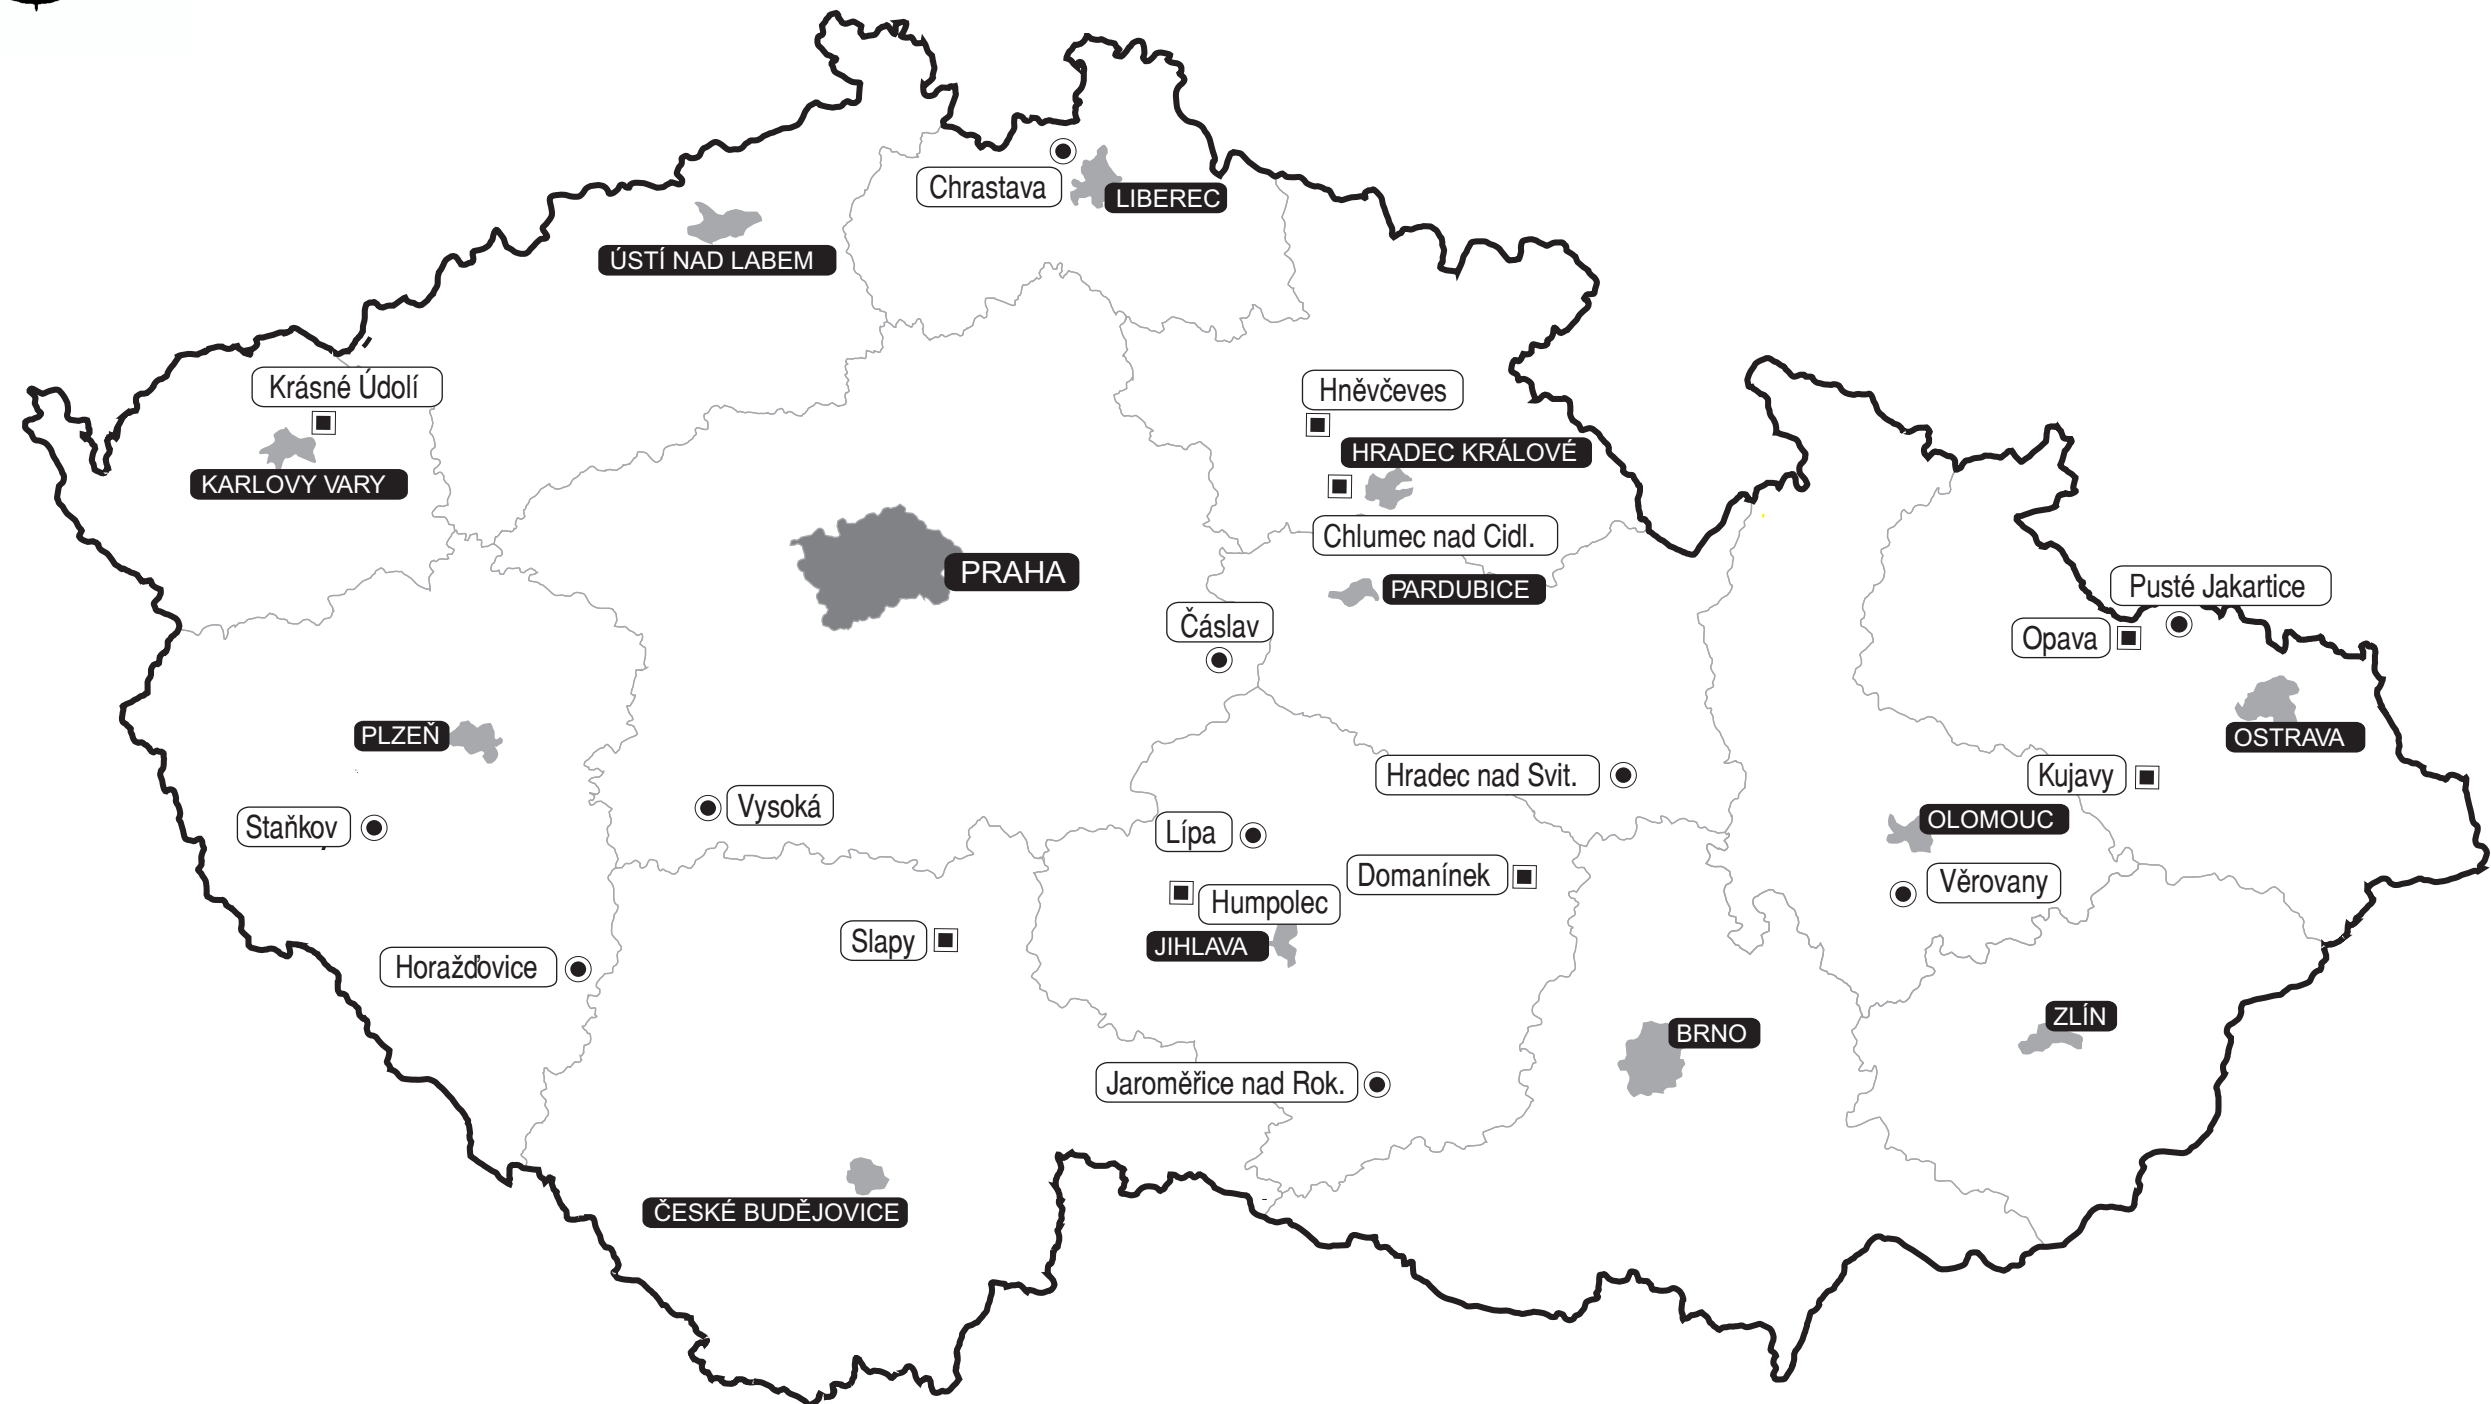 Chrastava
LIBEREC
ÚSTÍ NAD LABEM
Krásné Údolí
Hněvčeves
HRADEC KRÁLOVÉ
KARLOVY VARY
Chlumec nad Cidl.
PRAHA
PARDUBICE
Pusté Jakartice
Čáslav
Opava
PLZEŇ
OSTRAVA
Hradec nad Svit.
Kujavy
Vysoká
OLOMOUC
Staňkov
Lípa
Domanínek
Věrovany
Humpolec
Slapy
JIHLAVA
Horažďovice
ZLÍN
BRNO
Jaroměřice nad Rok.
ČESKÉ BUDĚJOVICE